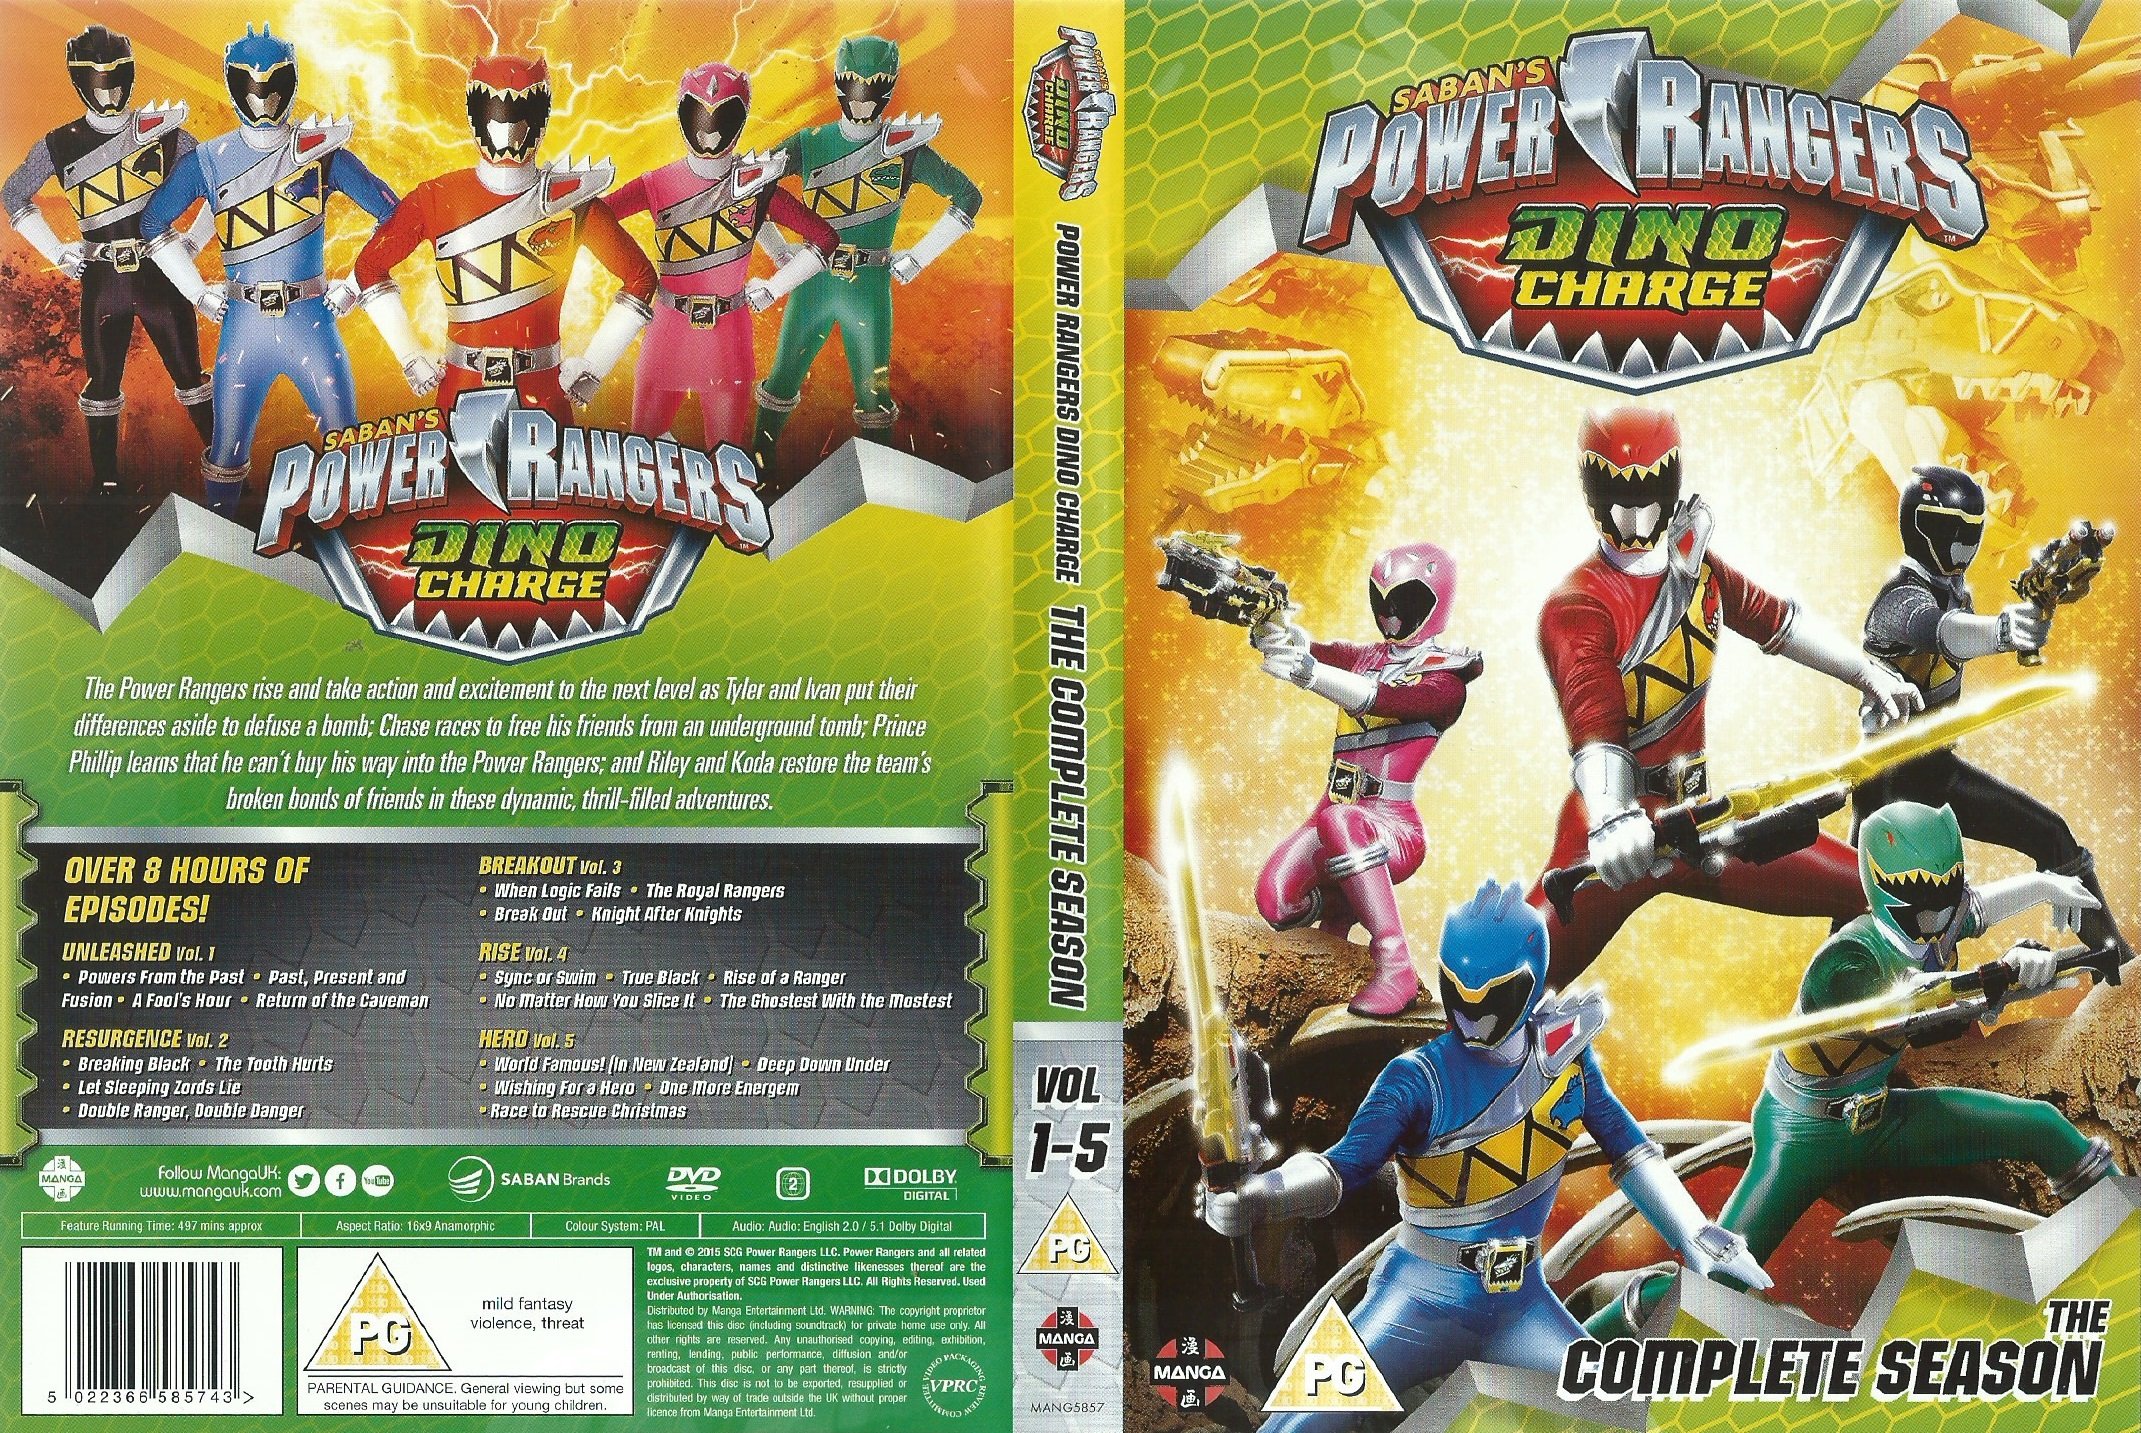 SABAN'S
POWER RANGERS
™
DINO
CHARGE
The Power Rangers rise and take action and excitement to the next level as Tyler and Ivan put their
differences aside to defuse a bomb; Chase races to free his friends from an underground tomb; Prince
Phillip learns that he can't buy his way into the Power Rangers; and Riley and Koda restore the team's
broken bonds of friends in these dynamic, thrill-filled adventures.
OVER 8 HOURS OF
EPISODES!
UNLEASHED Vol. 1
• Powers From the Past • Past, Present and
Fusion • A Fool's Hour • Return of the Caveman
RESURGENCE Vol. 2
• Breaking Black • The Tooth Hurts
• Let Sleeping Zords Lie
• Double Ranger, Double Danger
BREAKOUT Vol. 3
• When Logic Fails • The Royal Rangers
• Break Out • Knight After Knights
RISE Vol. 4
• Sync or Swim • True Black • Rise of a Ranger
• No Matter How You Slice It • The Ghostest With the Mostest
HERO Vol. 5
• World Famous! (In New Zealand) • Deep Down Under
• Wishing For a Hero • One More Energem
• Race to Rescue Christmas
漫
MANGA
画
Follow MangaUK:
www.mangauk.com
YouTube
SABAN Brands
DVD
VIDEO
2
DOLBY
DIGITAL
Feature Running Time: 497 mins approx
Aspect Ratio: 16x9 Anamorphic
Colour System: PAL
Audio: Audio: English 2.0 / 5.1 Dolby Digital
5 022366 585743 >
PG
mild fantasy
violence, threat
PARENTAL GUIDANCE. General viewing but some
scenes may be unsuitable for young children.
TM and © 2015 SCG Power Rangers LLC. Power Rangers and all related
logos, characters, names and distinctive likenesses thereof are the
exclusive property of SCG Power Rangers LLC. All Rights Reserved. Used
Under Authorisation.
Distributed by Manga Entertainment Ltd. WARNING: The copyright proprietor
has licensed this disc (including soundtrack) for private home use only. All
other rights are reserved. Any unauthorised copying, editing, exhibition,
renting, lending, public performance, diffusion and/or
broadcast of this disc, or any part thereof, is strictly
prohibited. This disc is not to be exported, resupplied or
distributed by way of trade outside the UK without proper
licence from Manga Entertainment Ltd.
VIDEO PACKAGING REVIEW COMMITTEE
VPRC
SABAN'S
POWER RANGERS
DINO
CHARGE
POWER RANGERS DINO CHARGE THE COMPLETE SEASON
VOL
1-5
PG
漫
MANGA
画
MANG5857
SABAN'S
POWER RANGERS
™
DINO
CHARGE
漫
MANGA
画
PG
THE
COMPLETE SEASON